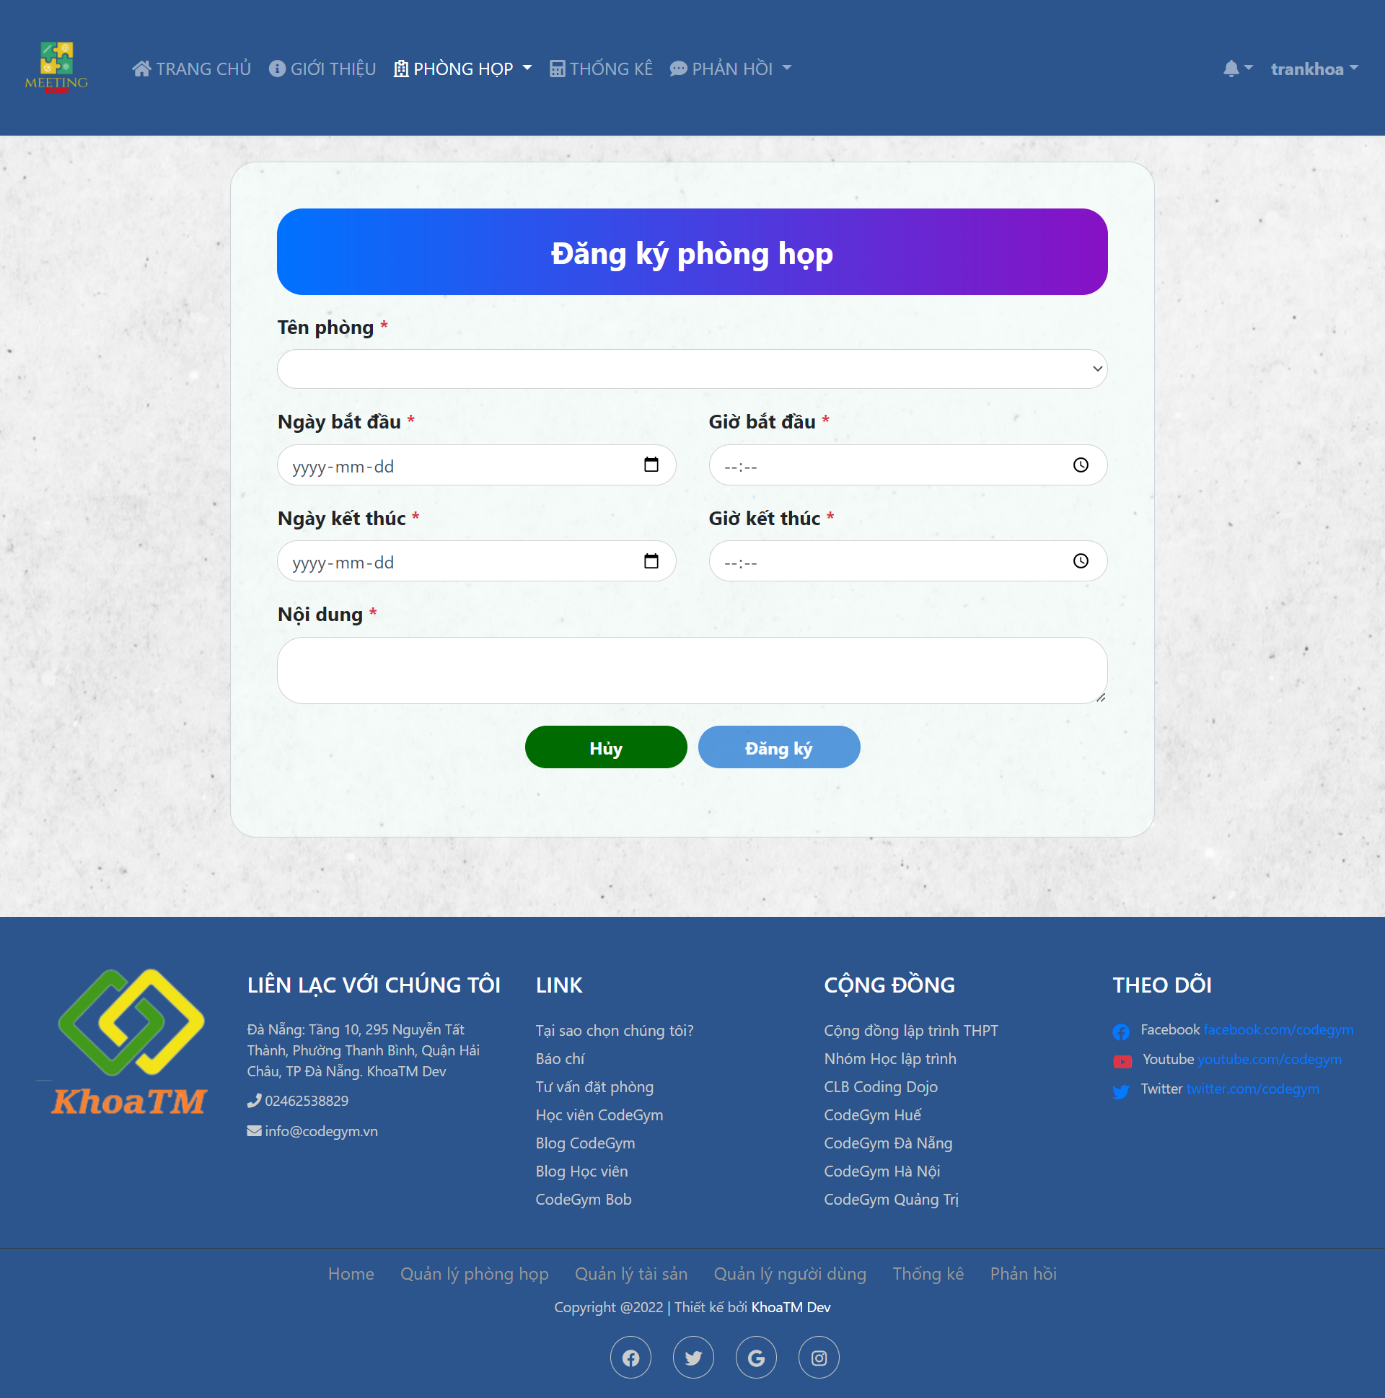 MEETING
TRANG CHỦ
GIỚI THIỆU
PHÒNG HỌP
THỐNG KÊ
PHẢN HỒI
trankhoa
Đăng ký phòng họp
Tên phòng *
Ngày bắt đầu *
Giờ bắt đầu *
yyyy-mm-dd
--:--
Ngày kết thúc *
Giờ kết thúc *
yyyy-mm-dd
--:--
Nội dung *
Hủy
Đăng ký
KhoaTM
LIÊN LẠC VỚI CHÚNG TÔI
Đà Nẵng: Tầng 10, 295 Nguyễn Tất
Thành, Phường Thanh Bình, Quận Hải
Châu, TP Đà Nẵng. KhoaTM Dev
02462538829
info@codegym.vn
LINK
Tại sao chọn chúng tôi?
Báo chí
Tư vấn đặt phòng
Học viên CodeGym
Blog CodeGym
Blog Học viên
CodeGym Bob
CỘNG ĐỒNG
Cộng đồng lập trình THPT
Nhóm Học lập trình
CLB Coding Dojo
CodeGym Huế
CodeGym Đà Nẵng
CodeGym Hà Nội
CodeGym Quảng Trị
THEO DÕI
Facebook facebook.com/codegym
Youtube youtube.com/codegym
Twitter twitter.com/codegym
Home
Quản lý phòng họp
Quản lý tài sản
Quản lý người dùng
Thống kê
Phản hồi
Copyright @2022 | Thiết kế bởi KhoaTM Dev